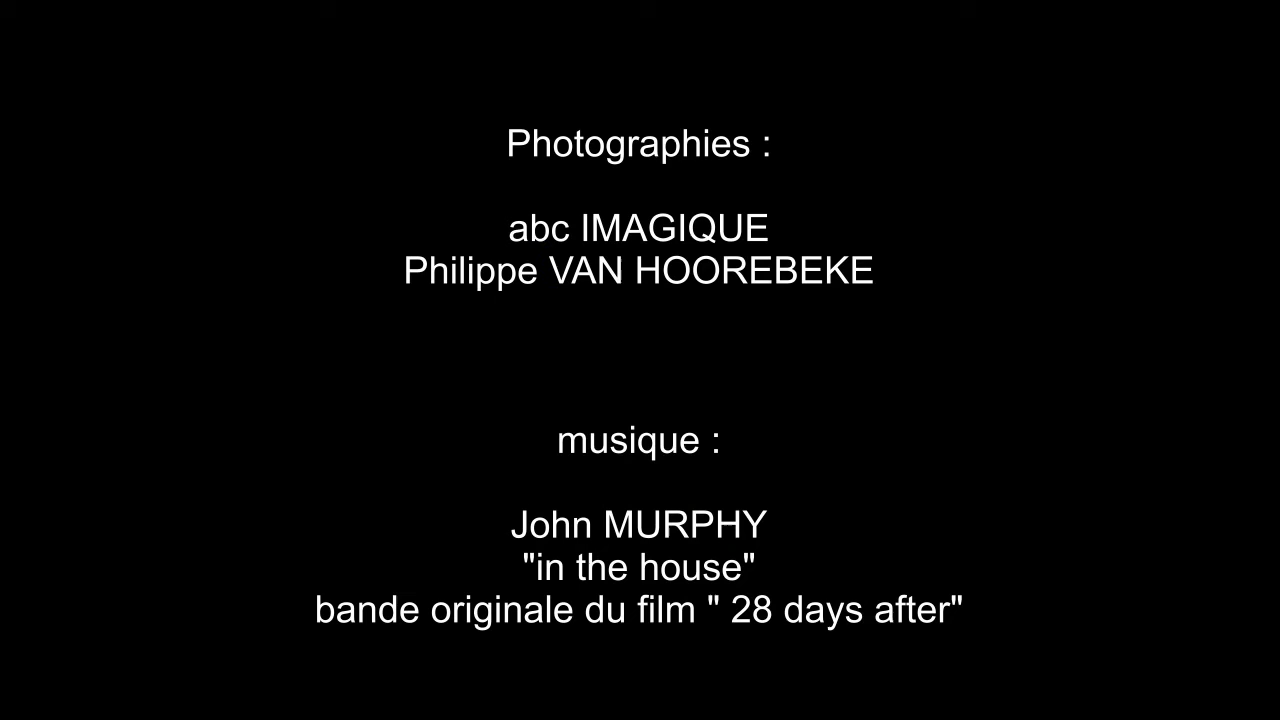 Photographies :
abc IMAGIQUE
Philippe VAN HOOREBEKE
musique :
John MURPHY
"in the house"
bande originale du film " 28 days after"